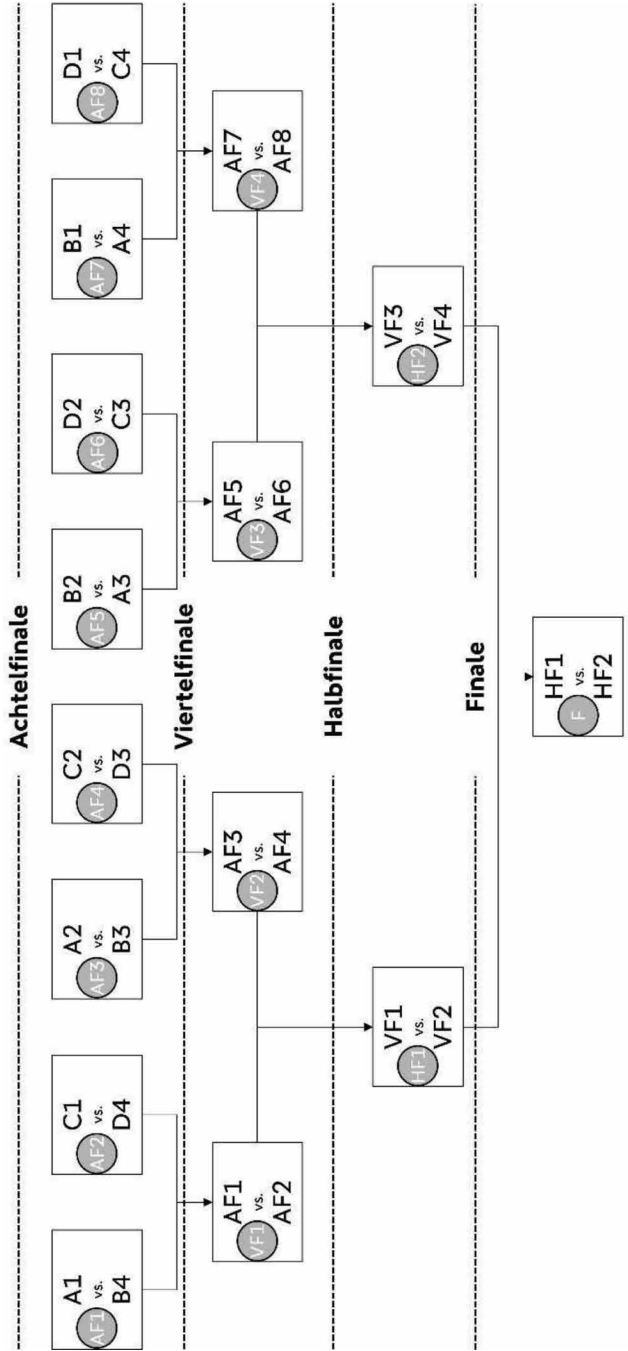 Achtelfinale
AF1
A1
vs.
B4
AF2
C1
vs.
D4
AF3
A2
vs.
B3
AF4
C2
vs.
D3
AF5
B2
vs.
A3
AF6
D2
vs.
C3
AF7
B1
vs.
A4
AF8
D1
vs.
C4
Viertelfinale
VF1
AF1
vs.
AF2
VF2
AF3
vs.
AF4
VF3
AF5
vs.
AF6
VF4
AF7
vs.
AF8
Halbfinale
HF1
VF1
vs.
VF2
HF2
VF3
vs.
VF4
Finale
F
HF1
vs.
HF2